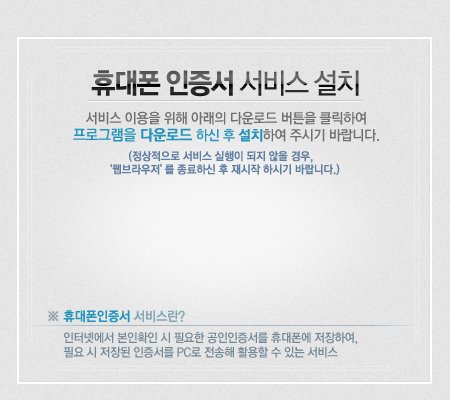 휴대폰 인증서 서비스 설치
서비스 이용을 위해 아래의 다운로드 버튼을 클릭하여
프로그램을 다운로드 하신 후 설치하여 주시기 바랍니다.
(정상적으로 서비스 실행이 되지 않을 경우,
'웹브라우저' 를 종료하신 후 재시작 하시기 바랍니다.)
※ 휴대폰인증서 서비스란?
인터넷에서 본인확인 시 필요한 공인인증서를 휴대폰에 저장하여,
필요 시 저장된 인증서를 PC로 전송해 활용할 수 있는 서비스